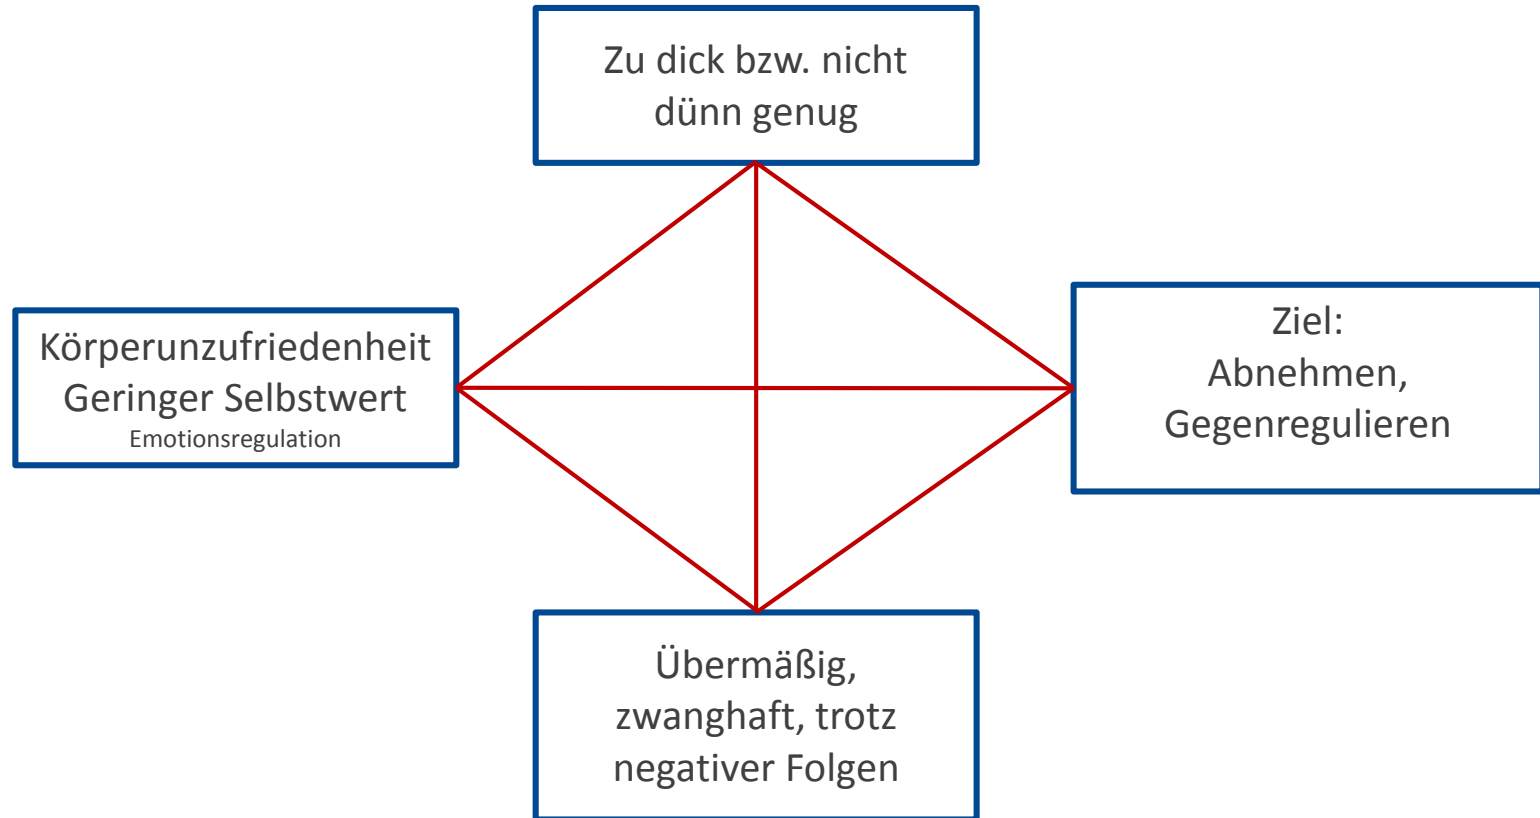 Zu dick bzw. nicht
dünn genug
Körperunzufriedenheit
Geringer Selbstwert
Emotionsregulation
Ziel:
Abnehmen,
Gegenregulieren
Übermäßig,
zwanghaft, trotz
negativer Folgen